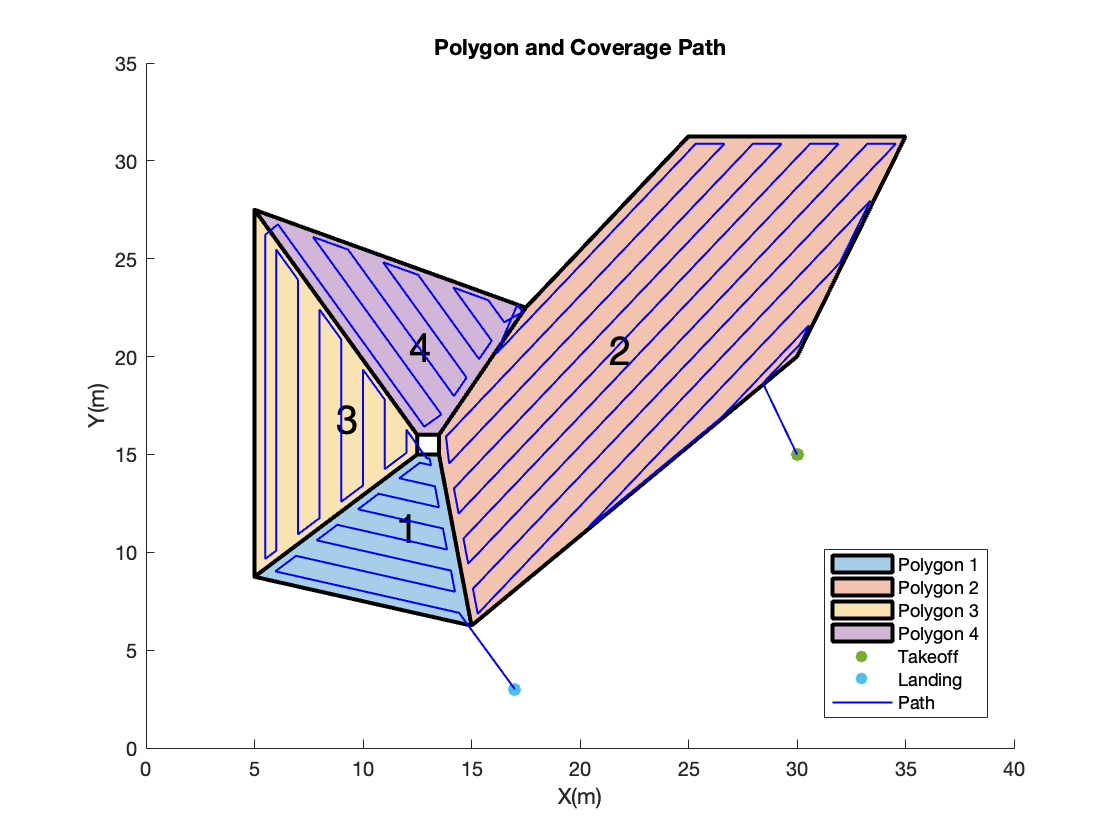 Polygon and Coverage Path
35
30
25
20
15
10
5
0
Y(m)
4
2
3
1
Polygon 1
Polygon 2
Polygon 3
Polygon 4
Takeoff
Landing
Path
0 5 10 15 20 25 30 35 40
X(m)